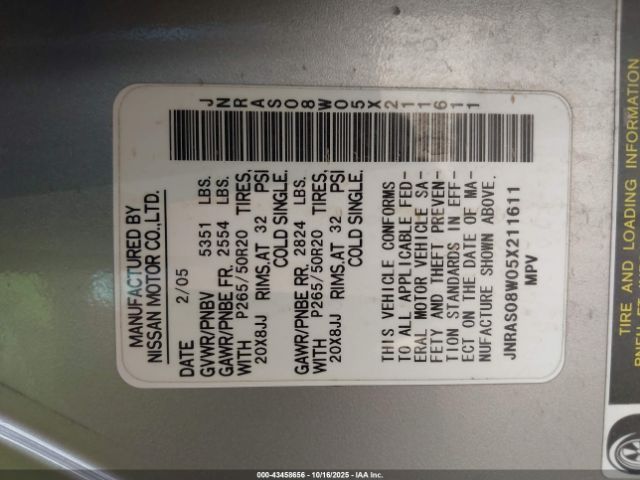 MANUFACTURED BY
NISSAN MOTOR CO.,LTD.
DATE 2/05
GVWR/PNBV 5351 LBS.
GAWR/PNBE FR. 2554 LBS.
WITH P265/50R20 TIRES,
20X8JJ RIMS.AT 32 PSI
COLD SINGLE.
GAWR/PNBE RR. 2824 LBS.
WITH P265/50R20 TIRES,
20X8JJ RIMS.AT 32 PSI
COLD SINGLE.
JNRAS08W05X211611
THIS VEHICLE CONFORMS
TO ALL APPLICABLE FED-
ERAL MOTOR VEHICLE SA-
FETY AND THEFT PREVEN-
TION STANDARDS IN EFF-
ECT ON THE DATE OF MA-
NUFACTURE SHOWN ABOVE.
JNRAS08W05X211611
MPV
TIRE AND LOADING INFORMATION
000-43458656 - 10/16/2025 - IAA Inc.